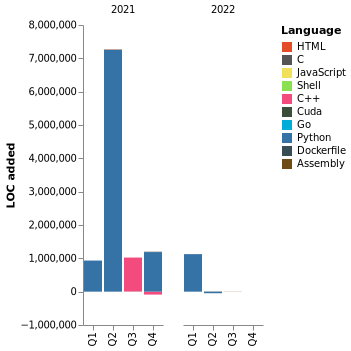 2021
2022
LOC added
8,000,000
7,000,000
6,000,000
5,000,000
4,000,000
3,000,000
2,000,000
1,000,000
0
−1,000,000
Q1
Q2
Q3
Q4
Q1
Q2
Q3
Q4
Language
HTML
C
JavaScript
Shell
C++
Cuda
Go
Python
Dockerfile
Assembly